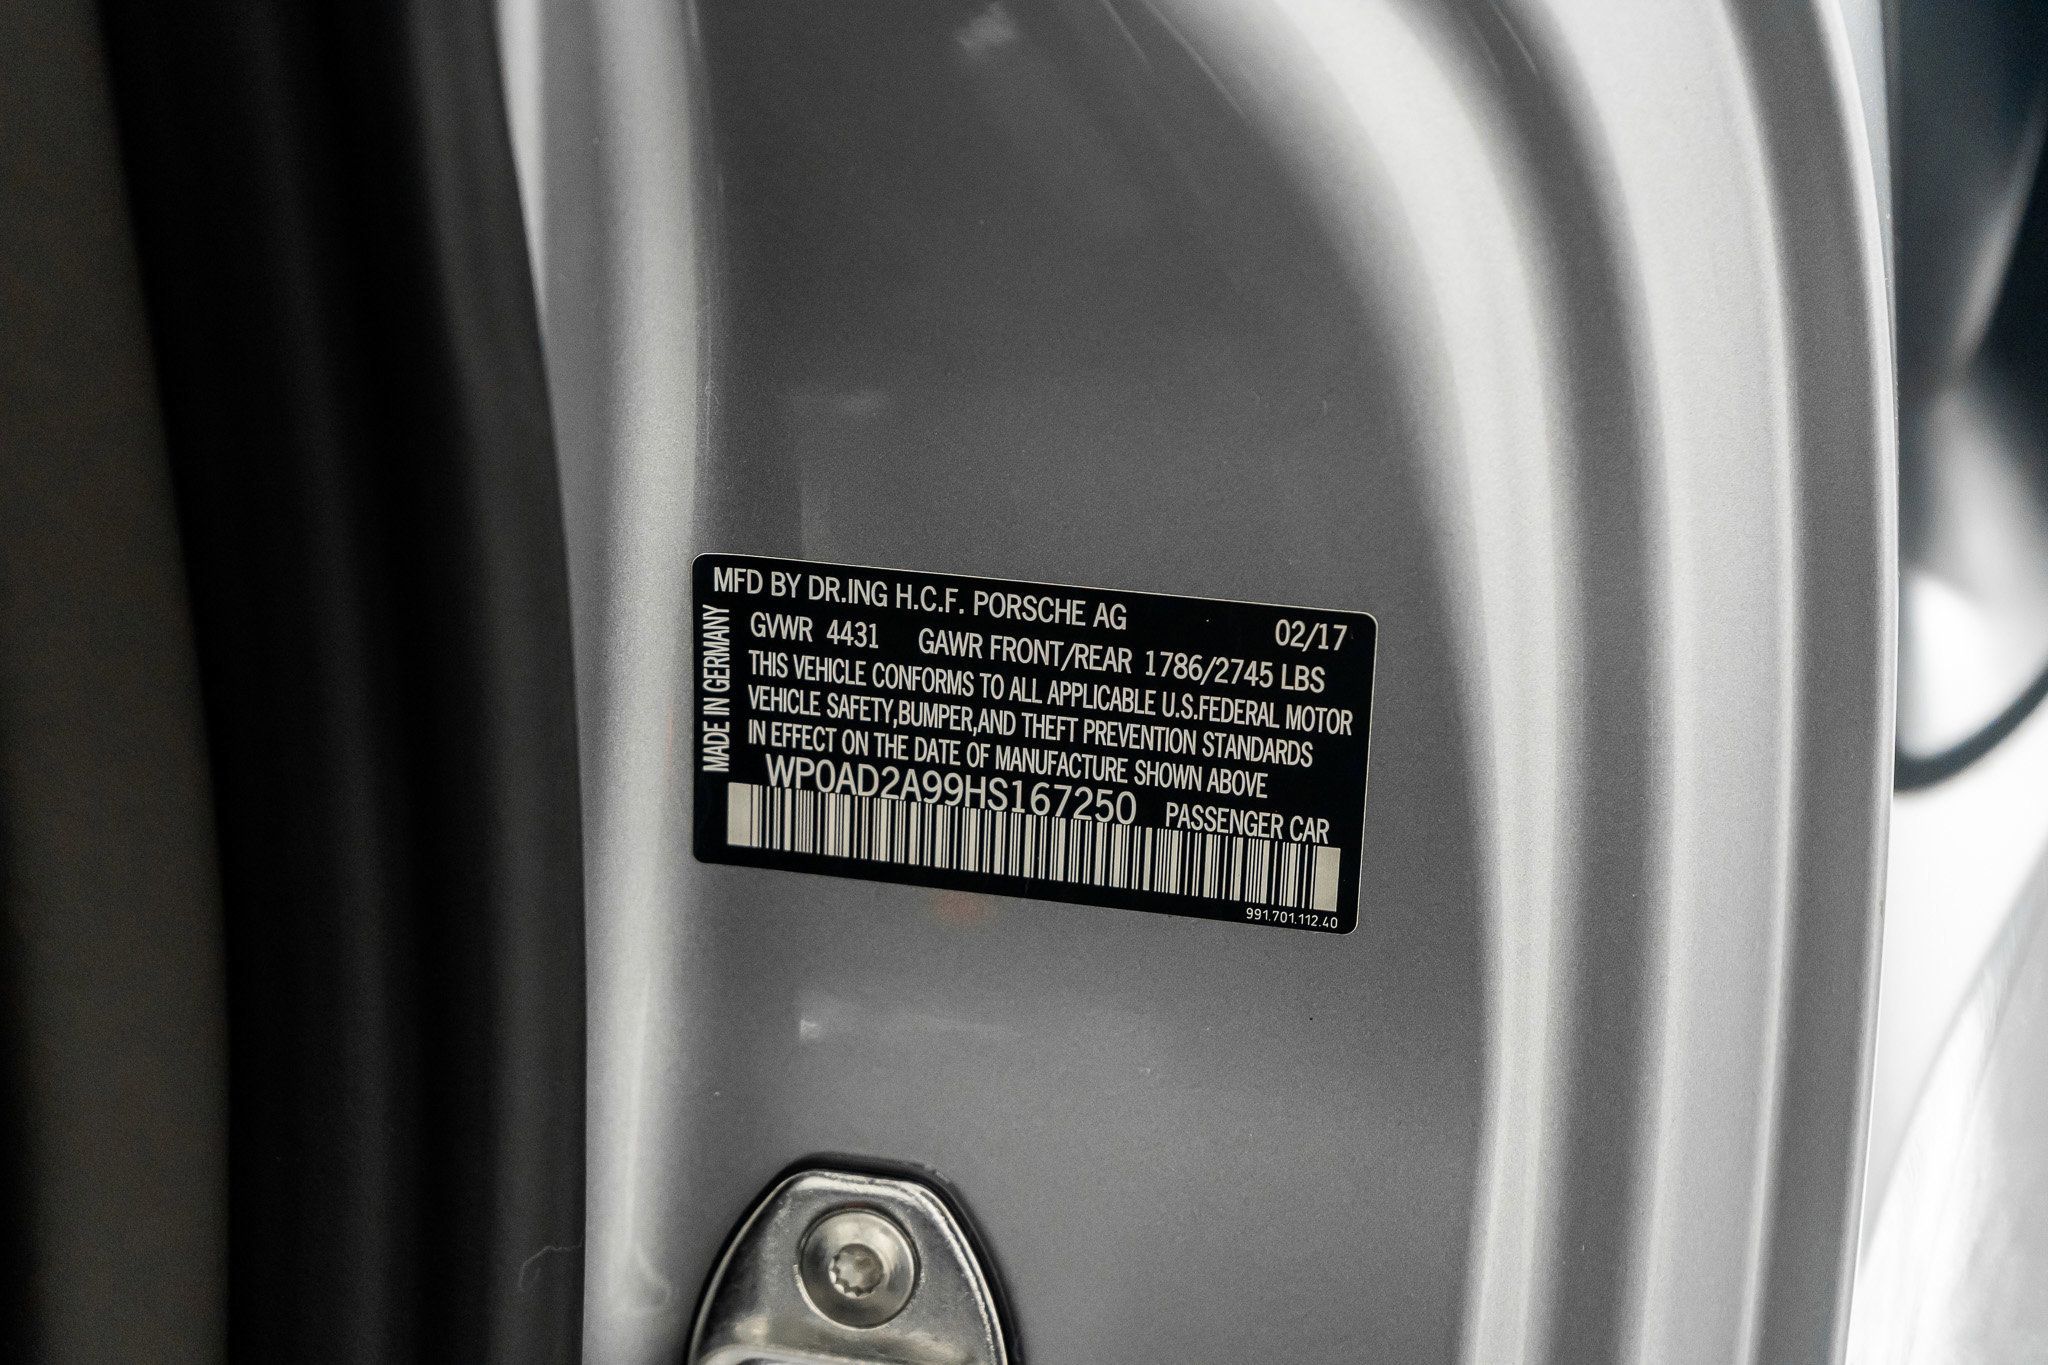 MFD BY DR.ING H.C.F. PORSCHE AG 02/17
MADE IN GERMANY
GVWR 4431 GAWR FRONT/REAR 1786/2745 LBS
THIS VEHICLE CONFORMS TO ALL APPLICABLE U.S.FEDERAL MOTOR
VEHICLE SAFETY,BUMPER,AND THEFT PREVENTION STANDARDS
IN EFFECT ON THE DATE OF MANUFACTURE SHOWN ABOVE
WP0AD2A99HS167250 PASSENGER CAR
991.701.112.40